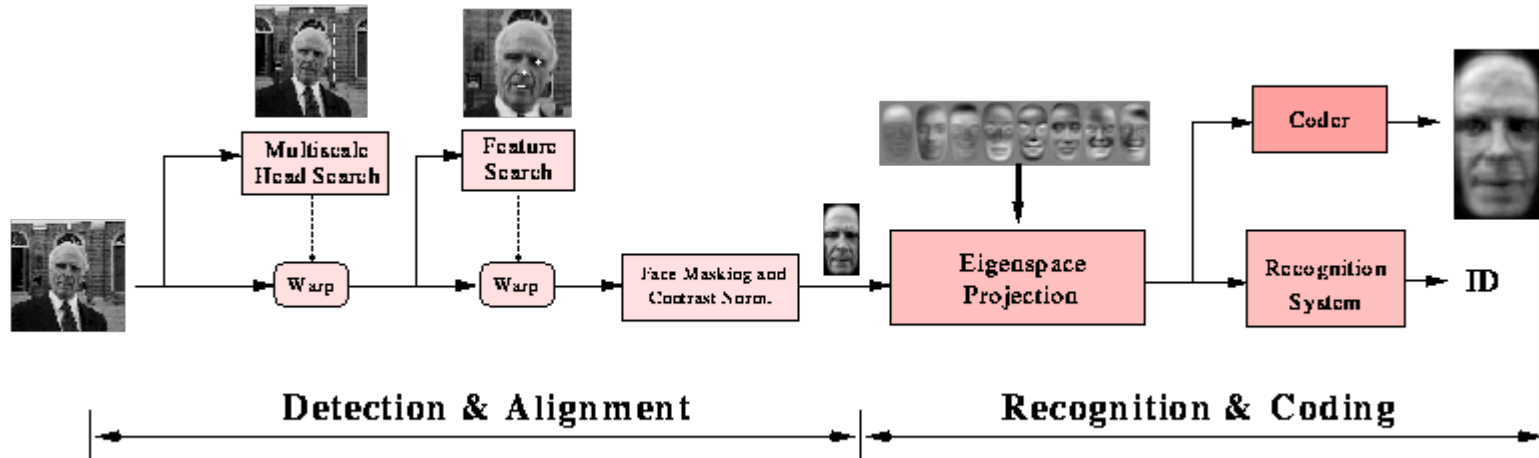 Multiscale
Head Search
Feature
Search
Coder
Warp
Warp
Face Masking and
Contrast Norm.
Eigenspace
Projection
Recognition
System
ID
Detection & Alignment
Recognition & Coding